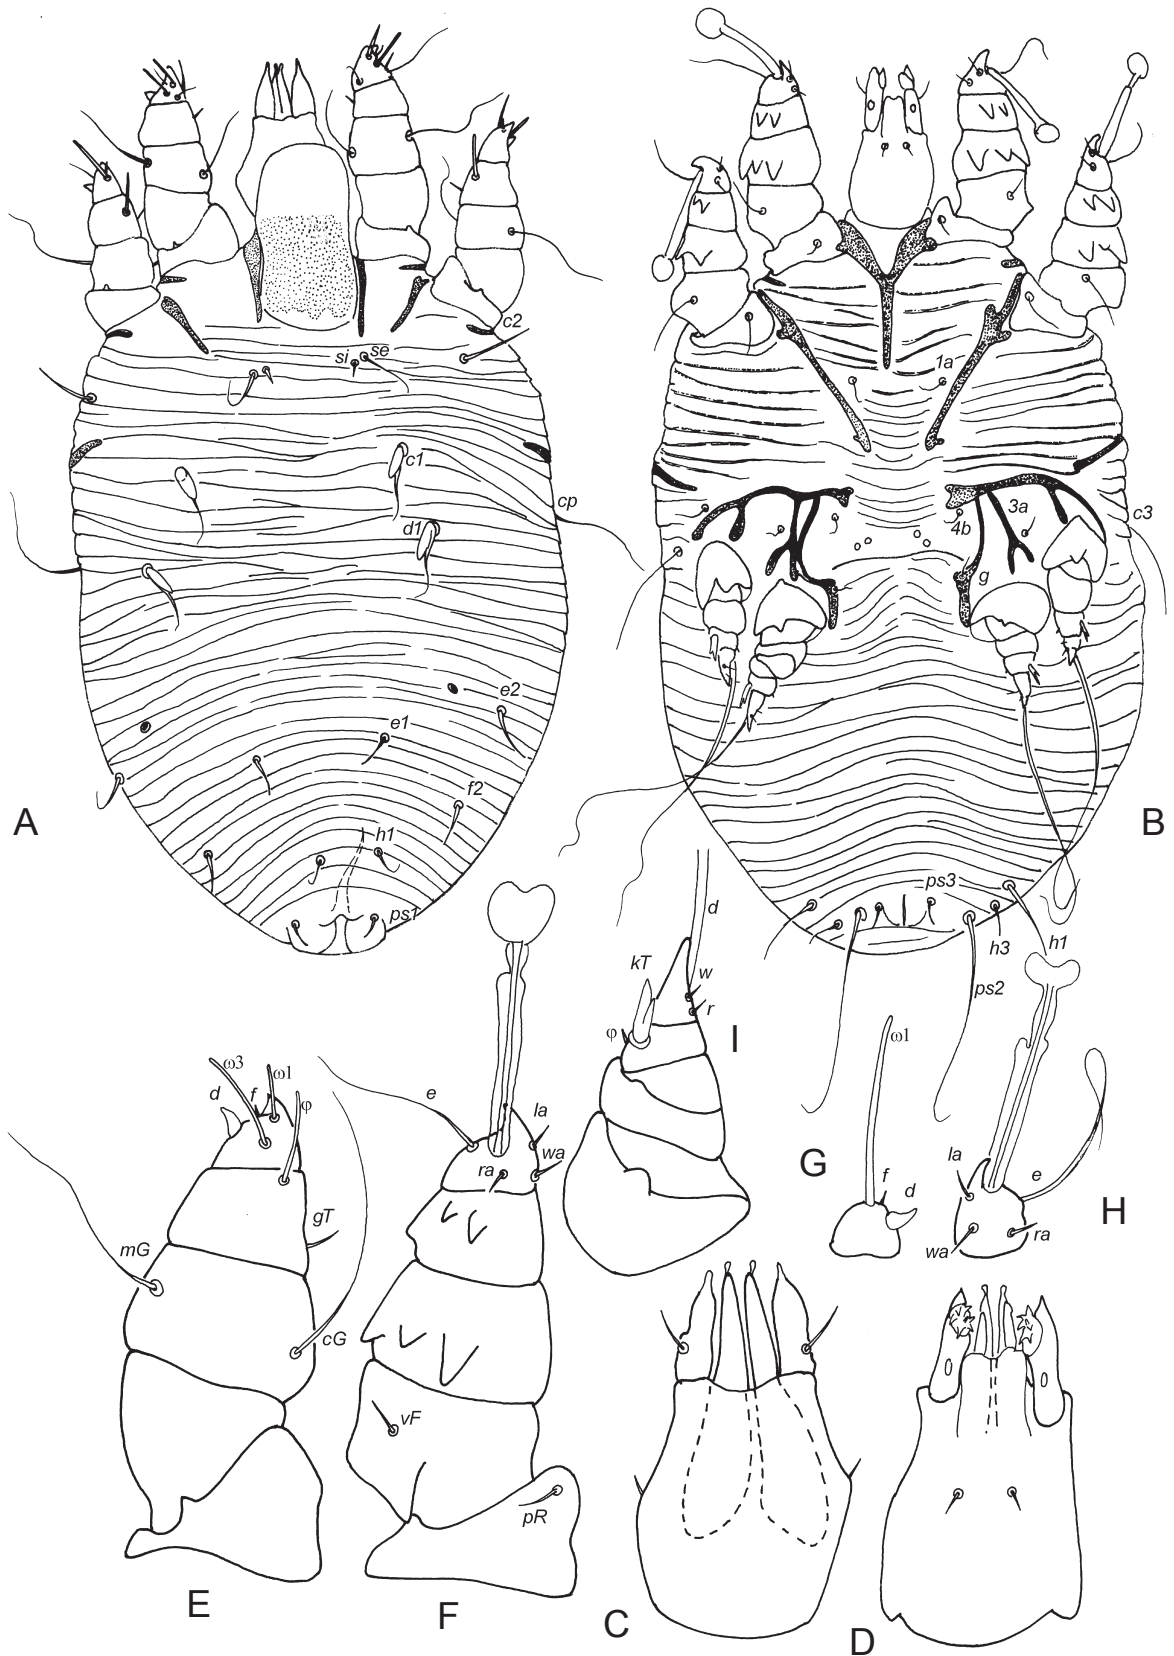 c2
si
se
c1
cp
d1
e2
e1
f2
h1
ps1
A
1a
4b
3a
c3
g
ps3
h3
h1
ps2
B
d
kT
w
r
φ
I
ω3
ω1
d
f
φ
gT
mG
cG
E
e
la
ra
wa
vF
pR
F
ω1
f
d
G
la
e
wa
ra
H
C
D